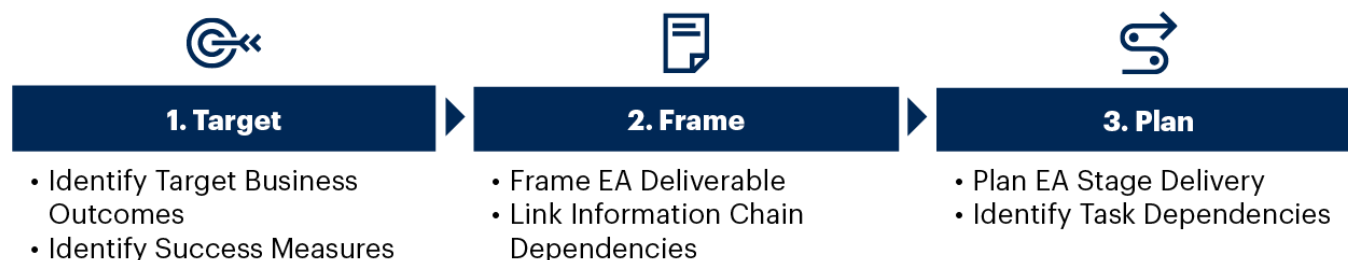 1. Target
• Identify Target Business
Outcomes
• Identify Success Measures
2. Frame
• Frame EA Deliverable
• Link Information Chain
Dependencies
3. Plan
• Plan EA Stage Delivery
• Identify Task Dependencies